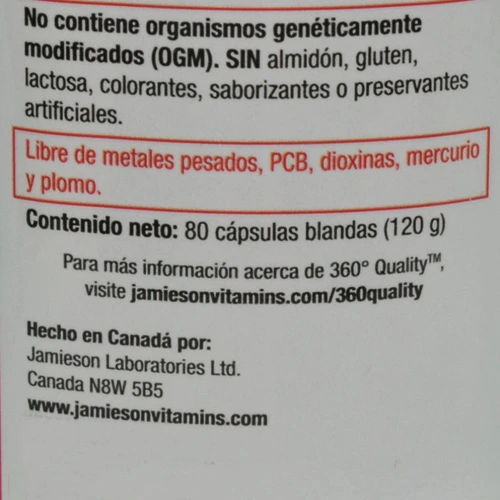 No contiene organismos genéticamente
modificados (OGM). SIN almidón, gluten,
lactosa, colorantes, saborizantes o preservantes
artificiales.
Libre de metales pesados, PCB, dioxinas, mercurio
y plomo.
Contenido neto: 80 cápsulas blandas (120 g)
Para más información acerca de 360° Quality™,
visite jamiesonvitamins.com/360quality
Hecho en Canadá por:
Jamieson Laboratories Ltd.
Canada N8W 5B5
www.jamiesonvitamins.com